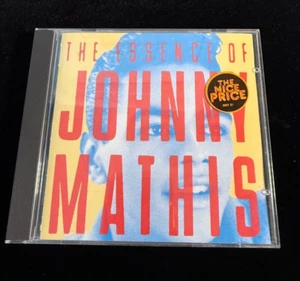 THE ESSENCE OF
JOHNNY
MATHIS
THE
NICE
PRICE